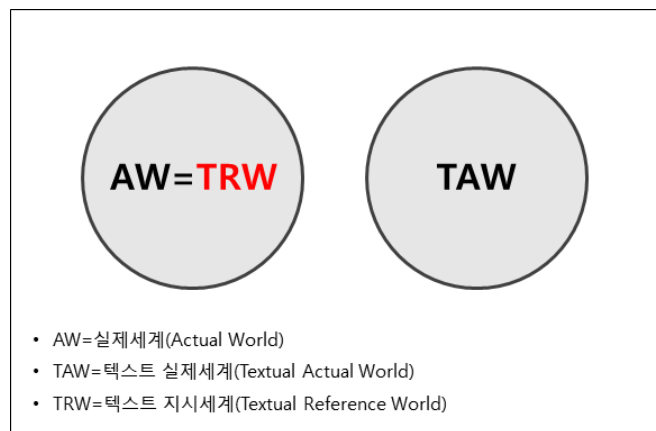 AW=TRW
TAW
• AW=실제세계(Actual World)
• TAW=텍스트 실제세계(Textual Actual World)
• TRW=텍스트 지시세계(Textual Reference World)